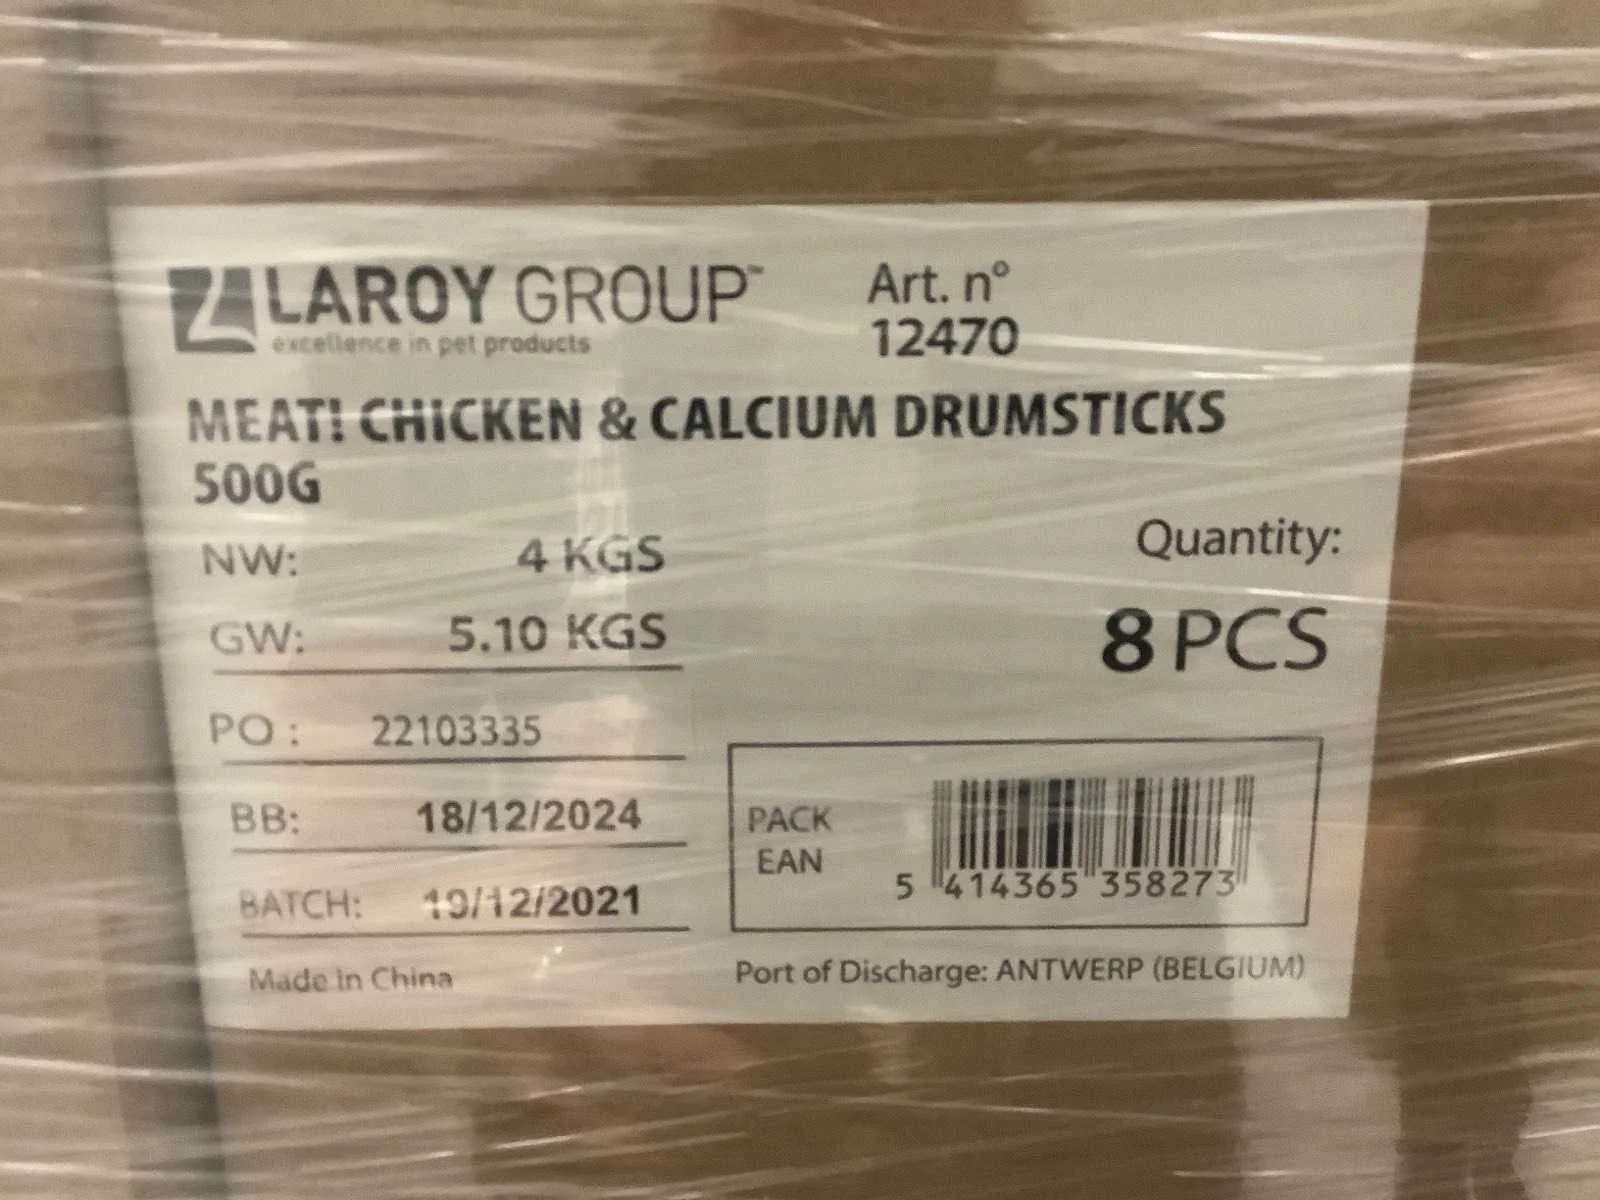 LAROY GROUP™
excellence in pet products
Art. n°
12470
MEAT! CHICKEN & CALCIUM DRUMSTICKS
500G
NW: 4 KGS
GW: 5.10 KGS
Quantity:
8 PCS
PO : 22103335
BB: 18/12/2024
BATCH: 19/12/2021
Made in China
PACK
EAN
5 414365 358273
Port of Discharge: ANTWERP (BELGIUM)